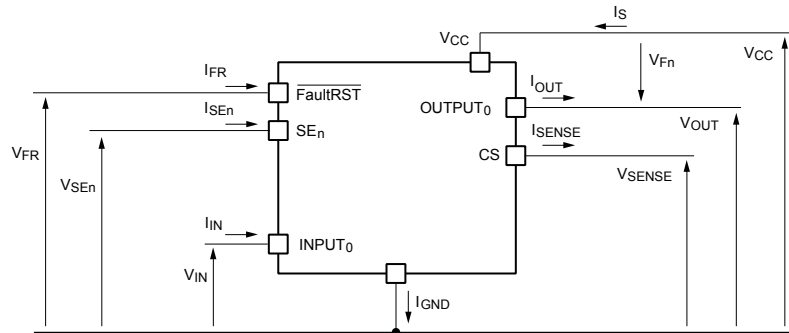 IS
VCC
VFn
VCC
IFR
FaultRST
IOUT
OUTPUT0
ISEn
SEn
VOUT
ISENSE
CS
VFR
VSEn
VSENSE
IIN
INPUT0
VIN
IGND